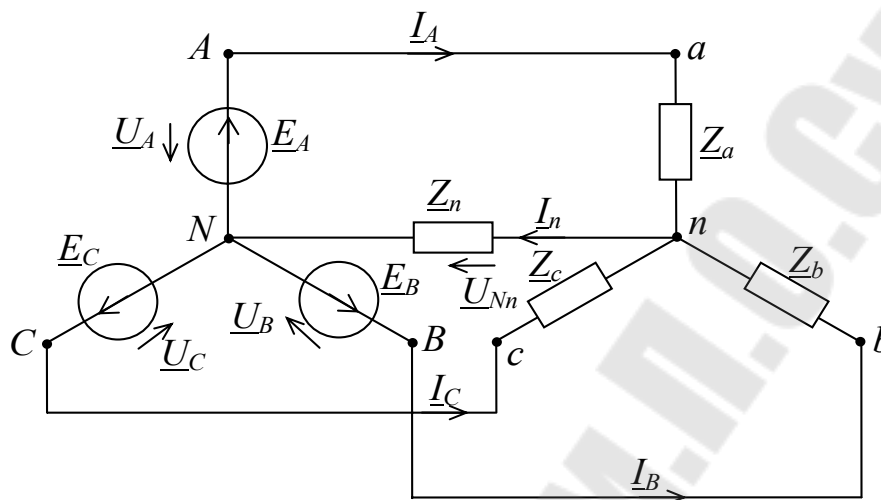 I_A
A
a
U_A
E_A
Z_a
Z_n
N
I_n
n
E_C
Z_c
Z_b
E_B
U_Nn
U_B
C
U_C
B
c
b
I_C
I_B